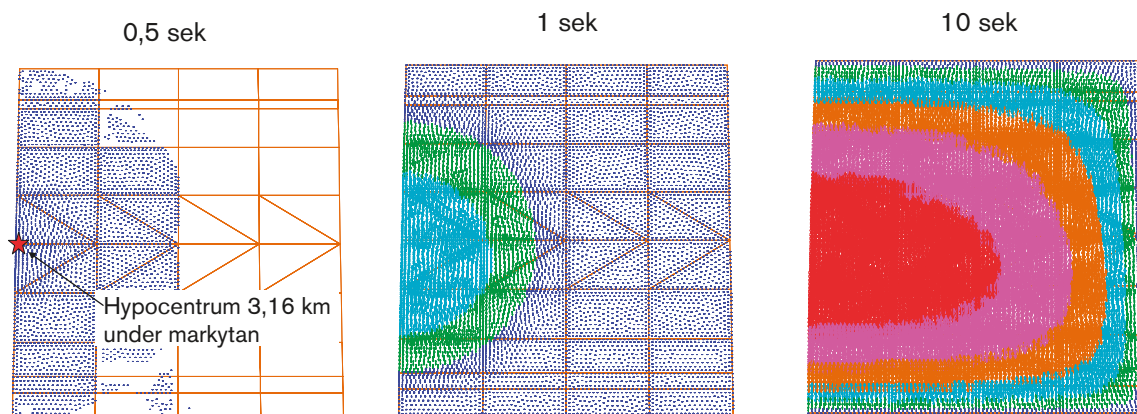 0,5 sek
1 sek
10 sek
Hypocentrum 3,16 km
under markytan